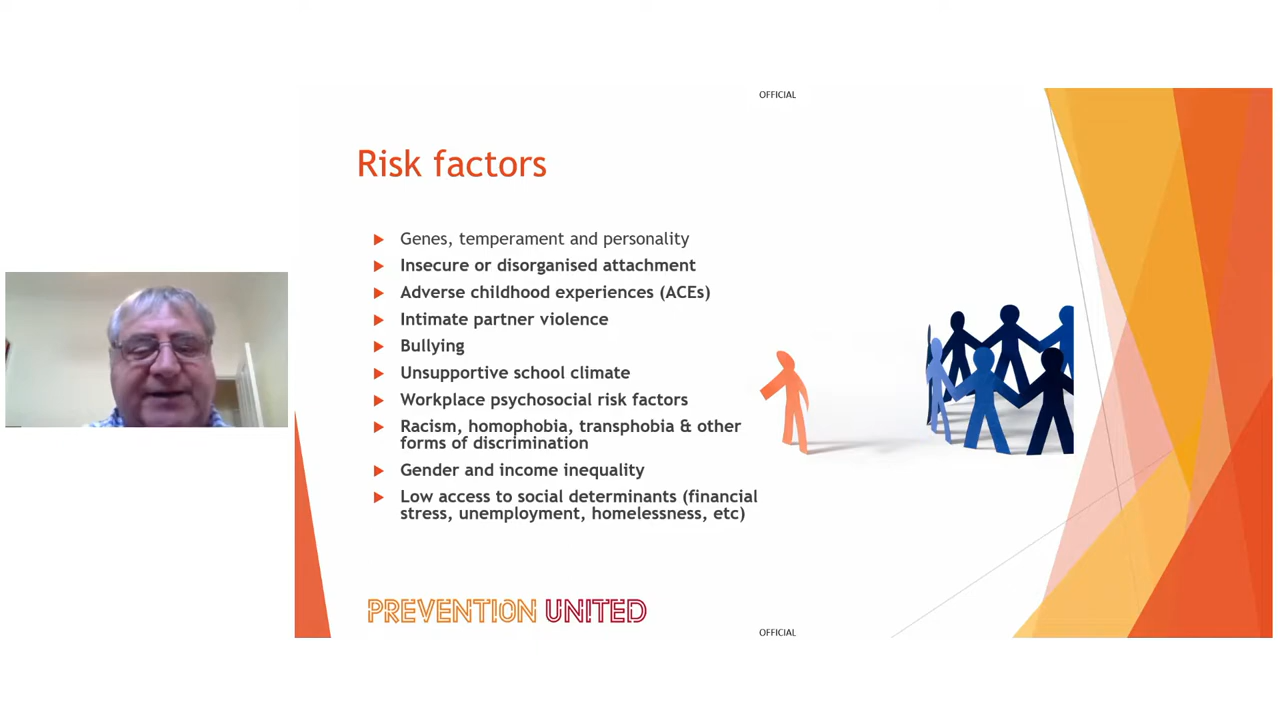 OFFICIAL
Risk factors
Genes, temperament and personality
Insecure or disorganised attachment
Adverse childhood experiences (ACEs)
Intimate partner violence
Bullying
Unsupportive school climate
Workplace psychosocial risk factors
Racism, homophobia, transphobia & other
forms of discrimination
Gender and income inequality
Low access to social determinants (financial
stress, unemployment, homelessness, etc)
PREVENTION UNITED
OFFICIAL